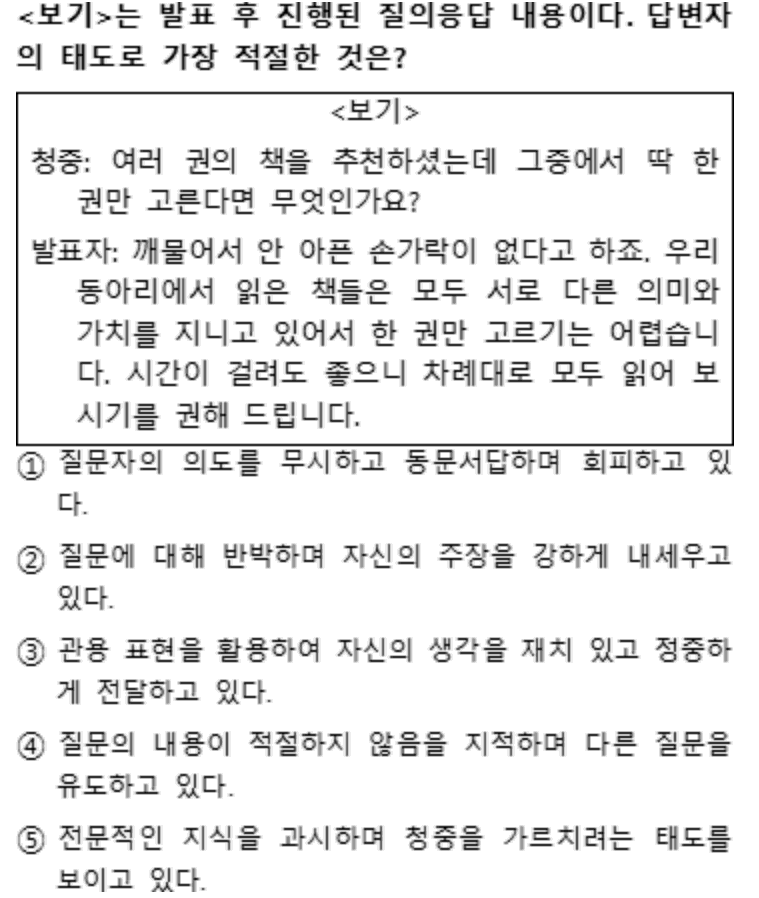 <보기>는 발표 후 진행된 질의응답 내용이다. 답변자
의 태도로 가장 적절한 것은?
<보기>
청중: 여러 권의 책을 추천하셨는데 그중에서 딱 한
권만 고른다면 무엇인가요?
발표자: 깨물어서 안 아픈 손가락이 없다고 하죠. 우리
동아리에서 읽은 책들은 모두 서로 다른 의미와
가치를 지니고 있어서 한 권만 고르기는 어렵습니
다. 시간이 걸려도 좋으니 차례대로 모두 읽어 보
시기를 권해 드립니다.
① 질문자의 의도를 무시하고 동문서답하며 회피하고 있
다.
② 질문에 대해 반박하며 자신의 주장을 강하게 내세우고
있다.
③ 관용 표현을 활용하여 자신의 생각을 재치 있고 정중하
게 전달하고 있다.
④ 질문의 내용이 적절하지 않음을 지적하며 다른 질문을
유도하고 있다.
⑤ 전문적인 지식을 과시하며 청중을 가르치려는 태도를
보이고 있다.